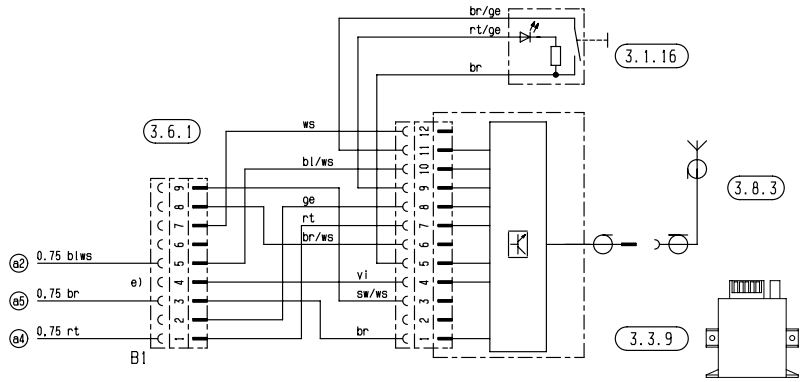 br/ge
rt/ge
br
3.1.16
3.6.1
ws
bl/ws
ge
rt
br/ws
vi
sw/ws
br
12
11
10
9
8
7
6
5
4
3
2
1
9
8
7
6
5
4
3
2
1
a2 0.75 blws
e)
a5 0,75 br
a4 0,75 rt
B1
3.8.3
3.3.9